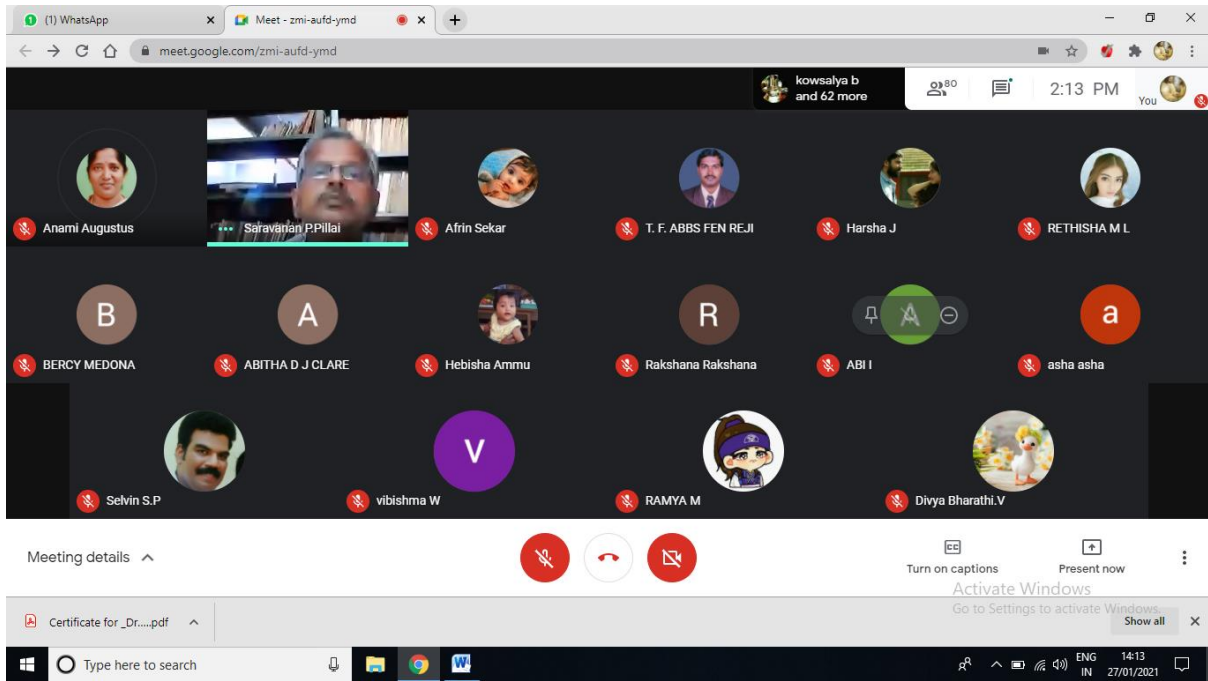 (1) WhatsApp
Meet - zmi-aufd-ymd
meet.google.com/zmi-aufd-ymd
kowsalya b
and 62 more
80
2:13 PM
You
Anami Augustus
Saravanan P.Pillai
Afrin Sekar
T. F. ABBS FEN REJI
Harsha J
RETHISHA M L
B
A
R
A
a
BERCY MEDONA
ABITHA D J CLARE
Hebisha Ammu
Rakshana Rakshana
ABI I
asha asha
V
Selvin S.P
vibishma W
RAMYA M
Divya Bharathi.V
Meeting details
CC
Turn on captions
Present now
Activate Windows
Go to Settings to activate Windows.
Certificate for _Dr.....pdf
Show all
Type here to search
W
ENG
IN
14:13
27/01/2021